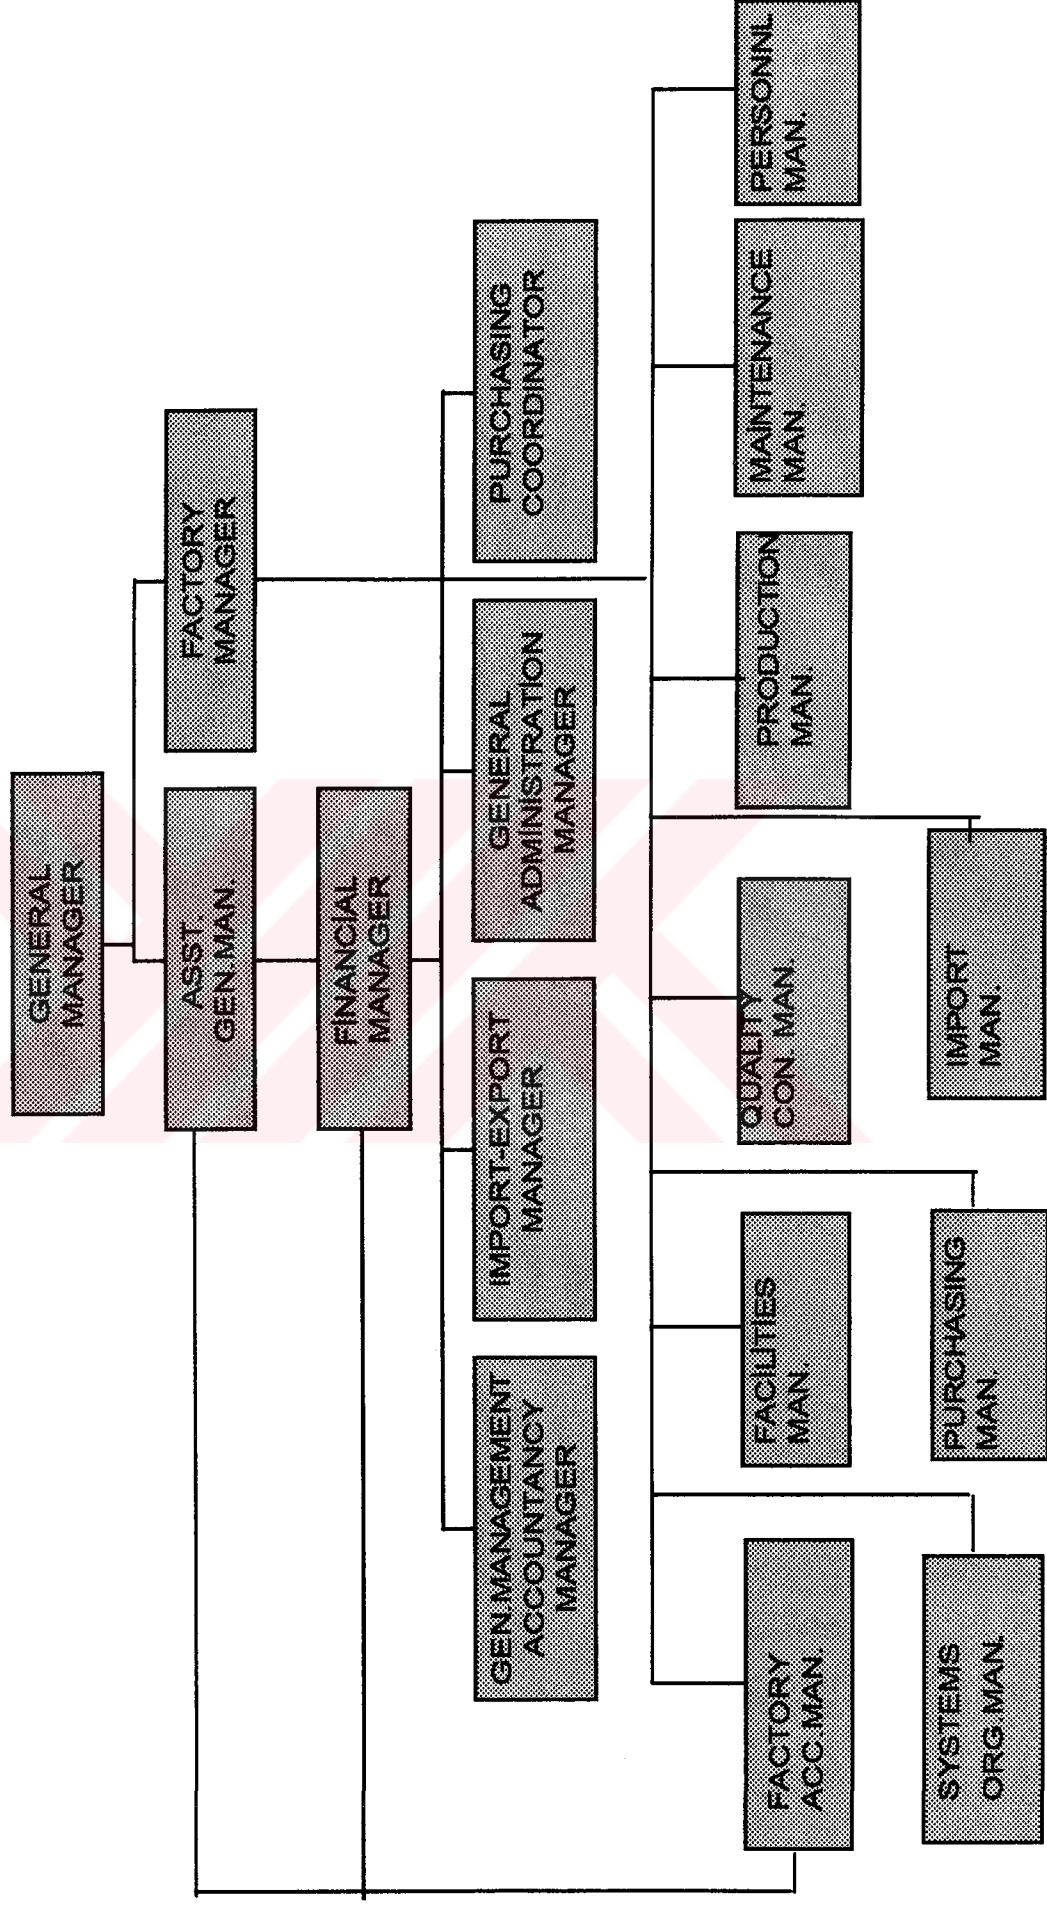 GENERAL
MANAGER
ASST.
GEN.MAN.
FACTORY
MANAGER
FINANCIAL
MANAGER
GEN.MANAGEMENT
ACCOUNTANCY
MANAGER
IMPORT-EXPORT
MANAGER
GENERAL
ADMINISTRATION
MANAGER
PURCHASING
COORDINATOR
FACTORY
ACC.MAN.
FACILITIES
MAN.
QUALITY
CON MAN.
PRODUCTION
MAN.
MAINTENANCE
MAN.
PERSONNL
MAN.
SYSTEMS
ORG.MAN.
PURCHASING
MAN
IMPORT
MAN.